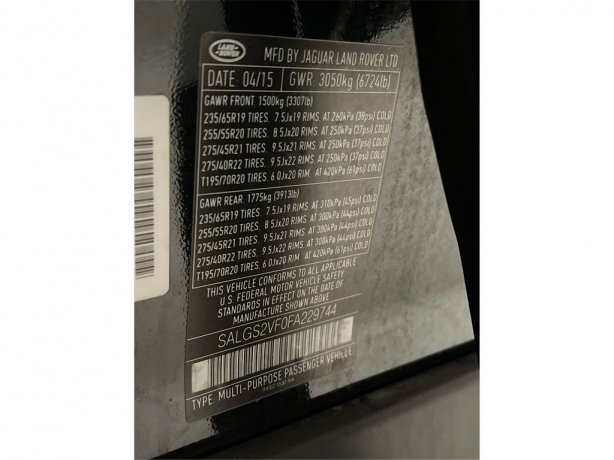 LAND
ROVER
MFD BY JAGUAR LAND ROVER LTD
DATE: 04/15 GWR 3050kg (6724lb)
GAWR FRONT 1500kg (3307lb)
235/65R19 TIRES. 7.5Jx19 RIMS AT 260kPa (38psi) COLD
255/55R20 TIRES. 8.5Jx20 RIMS AT 250kPa (37psi) COLD
275/45R21 TIRES. 9.5Jx21 RIMS AT 250kPa (37psi) COLD
275/40R22 TIRES. 9.5Jx22 RIMS AT 250kPa (37psi) COLD
T195/70R20 TIRES. 6.0Jx20 RIM AT 420kPa (61psi) COLD
GAWR REAR 1775kg (3913lb)
235/65R19 TIRES. 7.5Jx19 RIMS AT 310kPa (45psi) COLD
255/55R20 TIRES. 8.5Jx20 RIMS AT 300kPa (44psi) COLD
275/45R21 TIRES. 9.5Jx21 RIMS AT 300kPa (44psi) COLD
275/40R22 TIRES. 9.5Jx22 RIMS AT 300kPa (44psi) COLD
T195/70R20 TIRES. 6.0Jx20 RIM AT 420kPa (61psi) COLD
THIS VEHICLE CONFORMS TO ALL APPLICABLE
U.S. FEDERAL MOTOR VEHICLE SAFETY
STANDARDS IN EFFECT ON THE DATE OF
MANUFACTURE SHOWN ABOVE
SALGS2VF0FA229744
TYPE: MULTI-PURPOSE PASSENGER VEHICLE